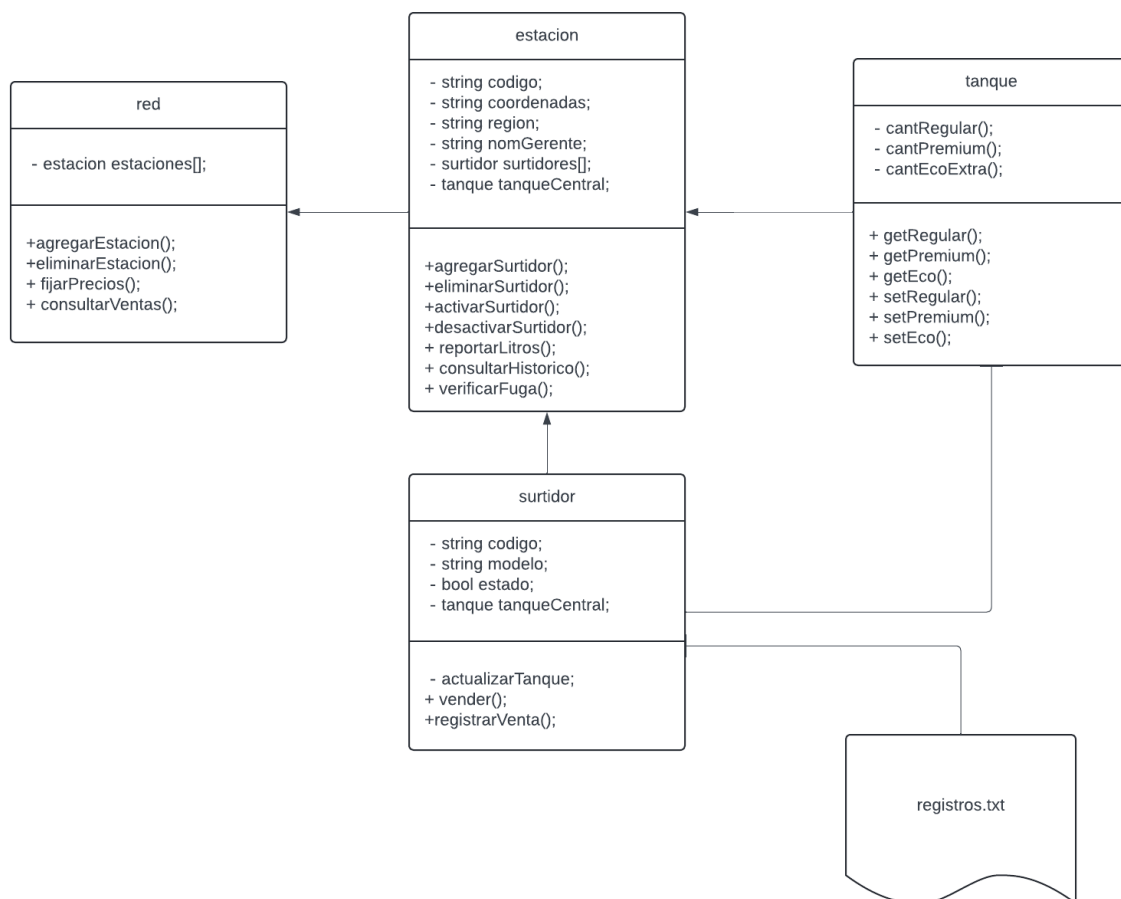 red
- estacion estaciones[];
+agregarEstacion();
+eliminarEstacion();
+ fijarPrecios();
+ consultarVentas();
estacion
- string codigo;
- string coordenadas;
- string region;
- string nomGerente;
- surtidor surtidores[];
- tanque tanqueCentral;
+agregarSurtidor();
+eliminarSurtidor();
+activarSurtidor();
+desactivarSurtidor();
+ reportarLitros();
+ consultarHistorico();
+ verificarFuga();
tanque
- cantRegular();
- cantPremium();
- cantEcoExtra();
+ getRegular();
+ getPremium();
+ getEco();
+ setRegular();
+ setPremium();
+ setEco();
surtidor
- string codigo;
- string modelo;
- bool estado;
- tanque tanqueCentral;
- actualizarTanque;
+ vender();
+registrarVenta();
registros.txt